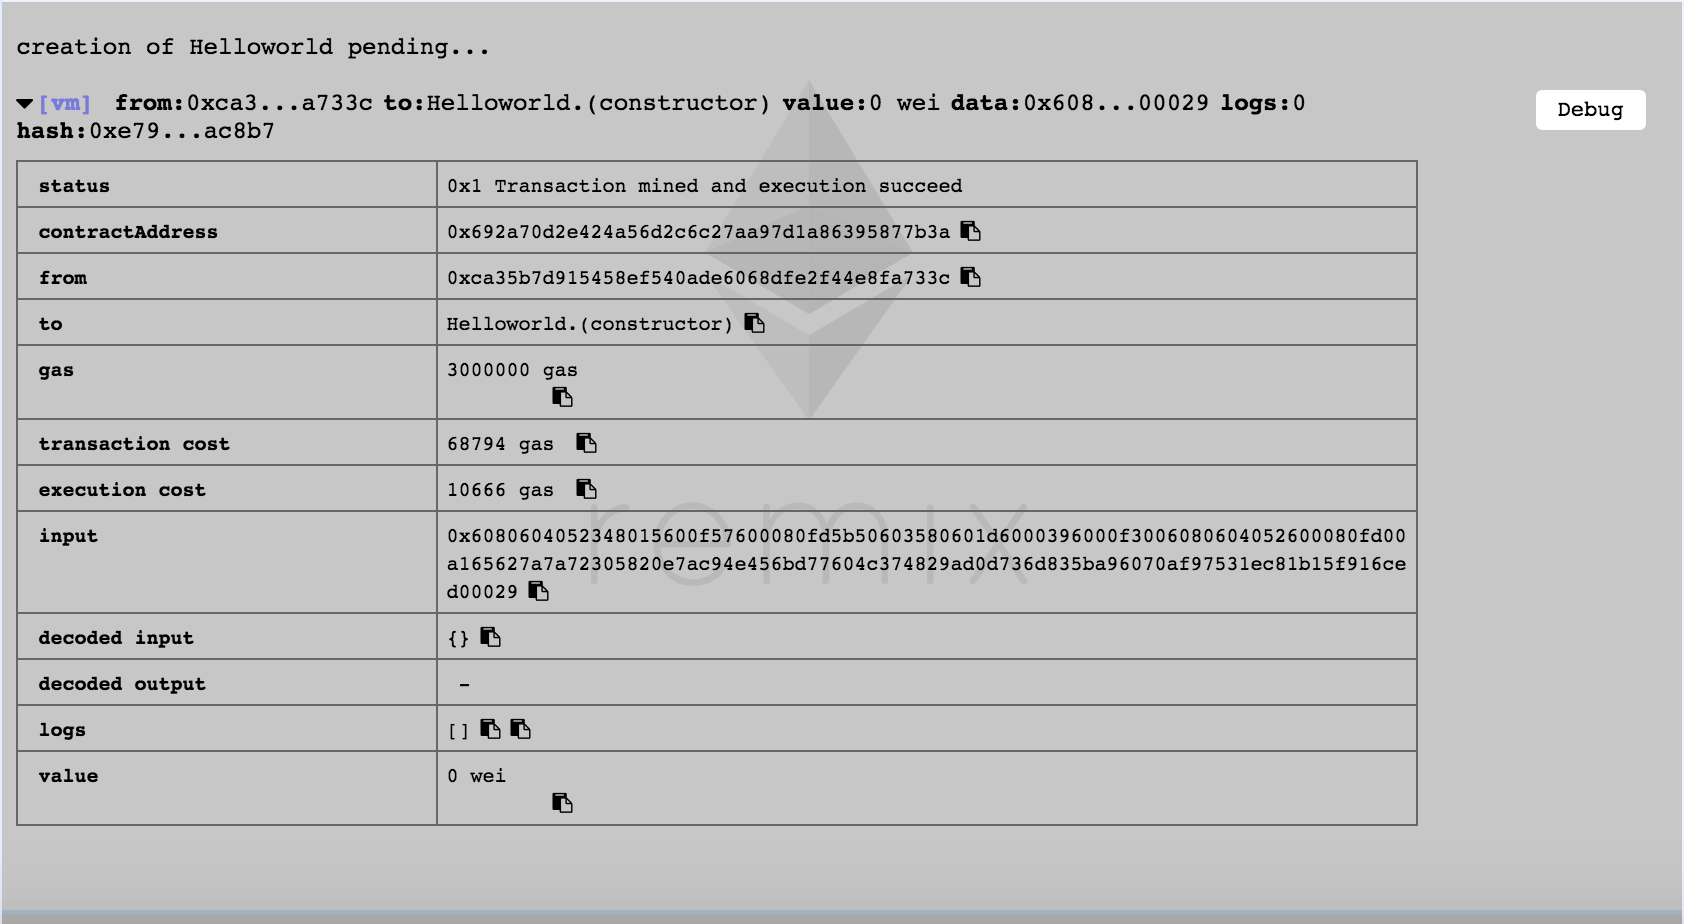 creation of Helloworld pending...
[vm] from:0xca3...a733c to:Helloworld.(constructor) value:0 wei data:0x608...00029 logs:0
hash:0xe79...ac8b7
Debug
status 0x1 Transaction mined and execution succeed
contractAddress 0x692a70d2e424a56d2c6c27aa97d1a86395877b3a
from 0xca35b7d915458ef540ade6068dfe2f44e8fa733c
to Helloworld.(constructor)
gas 3000000 gas
transaction cost 68794 gas
execution cost 10666 gas
input 0x6080604052348015600f57600080fd5b50603580601d6000396000f3006080604052600080fd00
a165627a7a72305820e7ac94e456bd77604c374829ad0d736d835ba96070af97531ec81b15f916ce
d00029
decoded input {}
decoded output -
logs []
value 0 wei
remix